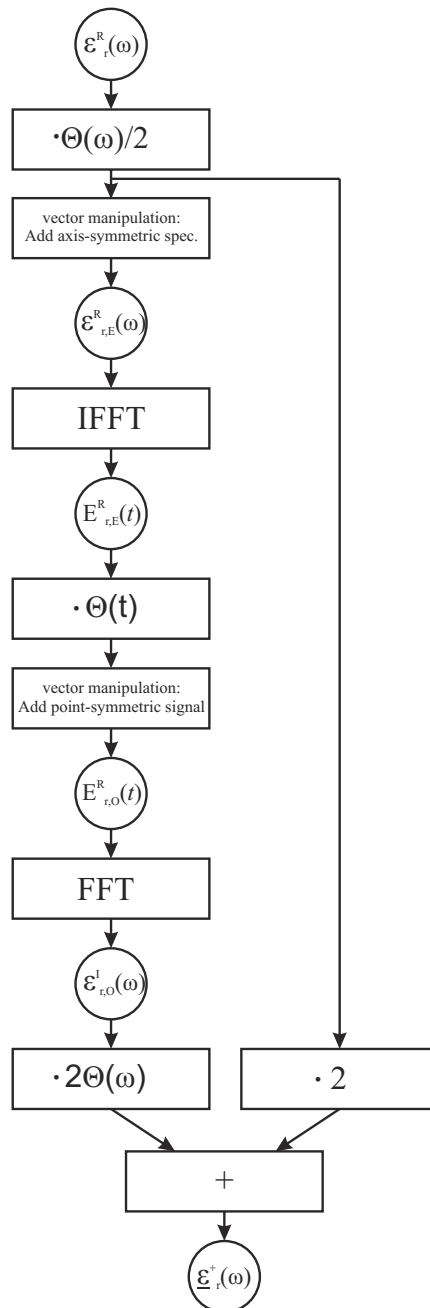 ε^R_r(ω)
·Θ(ω)/2
vector manipulation:
Add axis-symmetric spec.
ε^R_r,E(ω)
IFFT
E^R_r,E(t)
·Θ(t)
vector manipulation:
Add point-symmetric signal
E^R_r,O(t)
FFT
ε^I_r,O(ω)
·2Θ(ω)
·2
+
ε^+_r(ω)